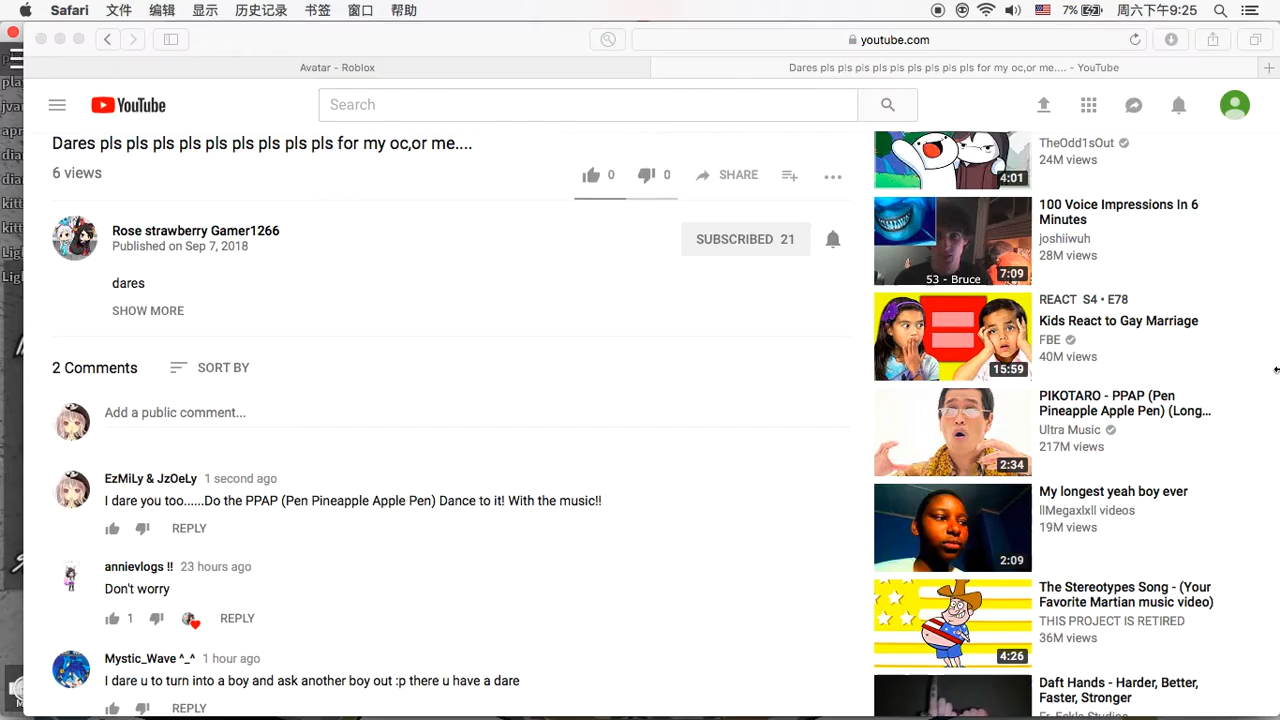 Safari 文件 编辑 显示 历史记录 书签 窗口 帮助 7% 周六下午9:25
youtube.com
Avatar - Roblox
Dares pls pls pls pls pls pls pls pls pls for my oc,or me.... - YouTube
YouTube
Search
Dares pls pls pls pls pls pls pls pls pls for my oc,or me....
6 views
0 0 SHARE
Rose strawberry Gamer1266
Published on Sep 7, 2018
SUBSCRIBED 21
dares
SHOW MORE
2 Comments SORT BY
Add a public comment...
EzMiLy & JzOeLy 1 second ago
I dare you too......Do the PPAP (Pen Pineapple Apple Pen) Dance to it! With the music!!
REPLY
annievlogs !! 23 hours ago
Don't worry
1 REPLY
Mystic_Wave ^_^ 1 hour ago
I dare u to turn into a boy and ask another boy out :p there u have a dare
REPLY
TheOdd1sOut
24M views
4:01
100 Voice Impressions In 6
Minutes
joshiiwuh
28M views
53 - Bruce
7:09
REACT S4 • E78
Kids React to Gay Marriage
FBE
40M views
15:59
PIKOTARO - PPAP (Pen
Pineapple Apple Pen) (Long...
Ultra Music
217M views
2:34
My longest yeah boy ever
llMegaxlxll videos
19M views
2:09
The Stereotypes Song - (Your
Favorite Martian music video)
THIS PROJECT IS RETIRED
36M views
4:26
Daft Hands - Harder, Better,
Faster, Stronger